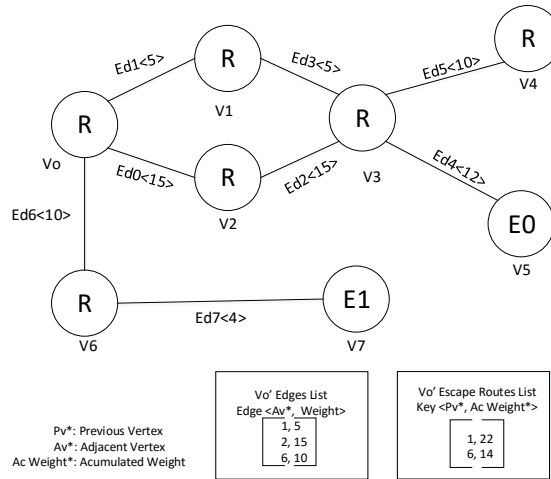 R
R
Ed1<5>
Ed3<5>
Ed5<10>
V4
V1
R
R
Vo
V3
R
Ed0<15>
Ed2<15>
Ed4<12>
V2
Ed6<10>
E0
V5
R
E1
Ed7<4>
V6
V7
Vo' Edges List
Edge <Av*, Weight>
1, 5
2, 15
6, 10
Vo' Escape Routes List
Key <Pv*, Ac Weight*>
1, 22
6, 14
Pv*: Previous Vertex
Av*: Adjacent Vertex
Ac Weight*: Acumulated Weight